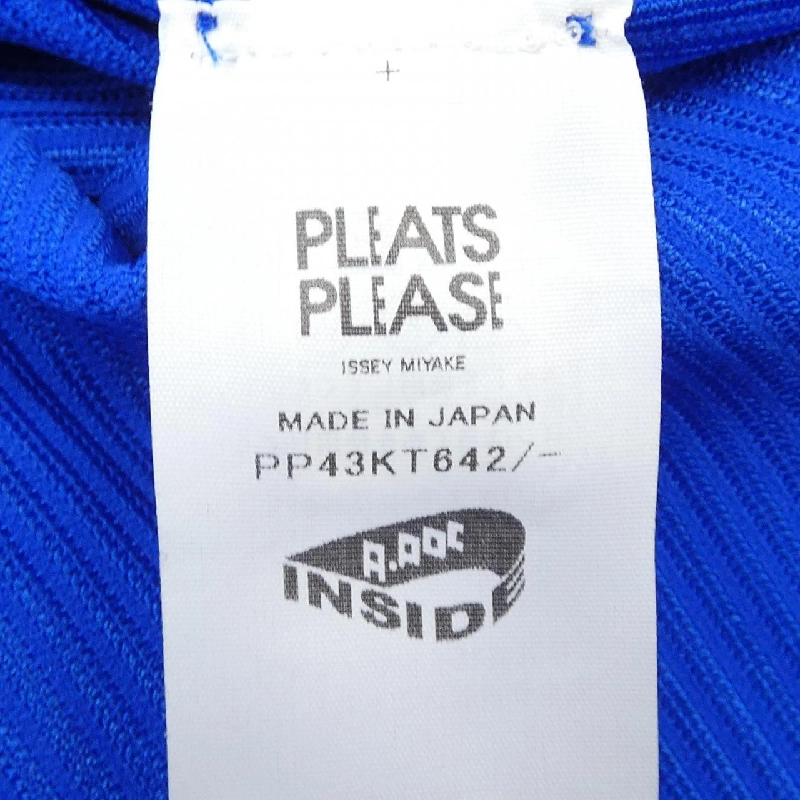 PLEATS
PLEASE
ISSEY MIYAKE
MADE IN JAPAN
PP43KT642/-
A.POC
INSIDE